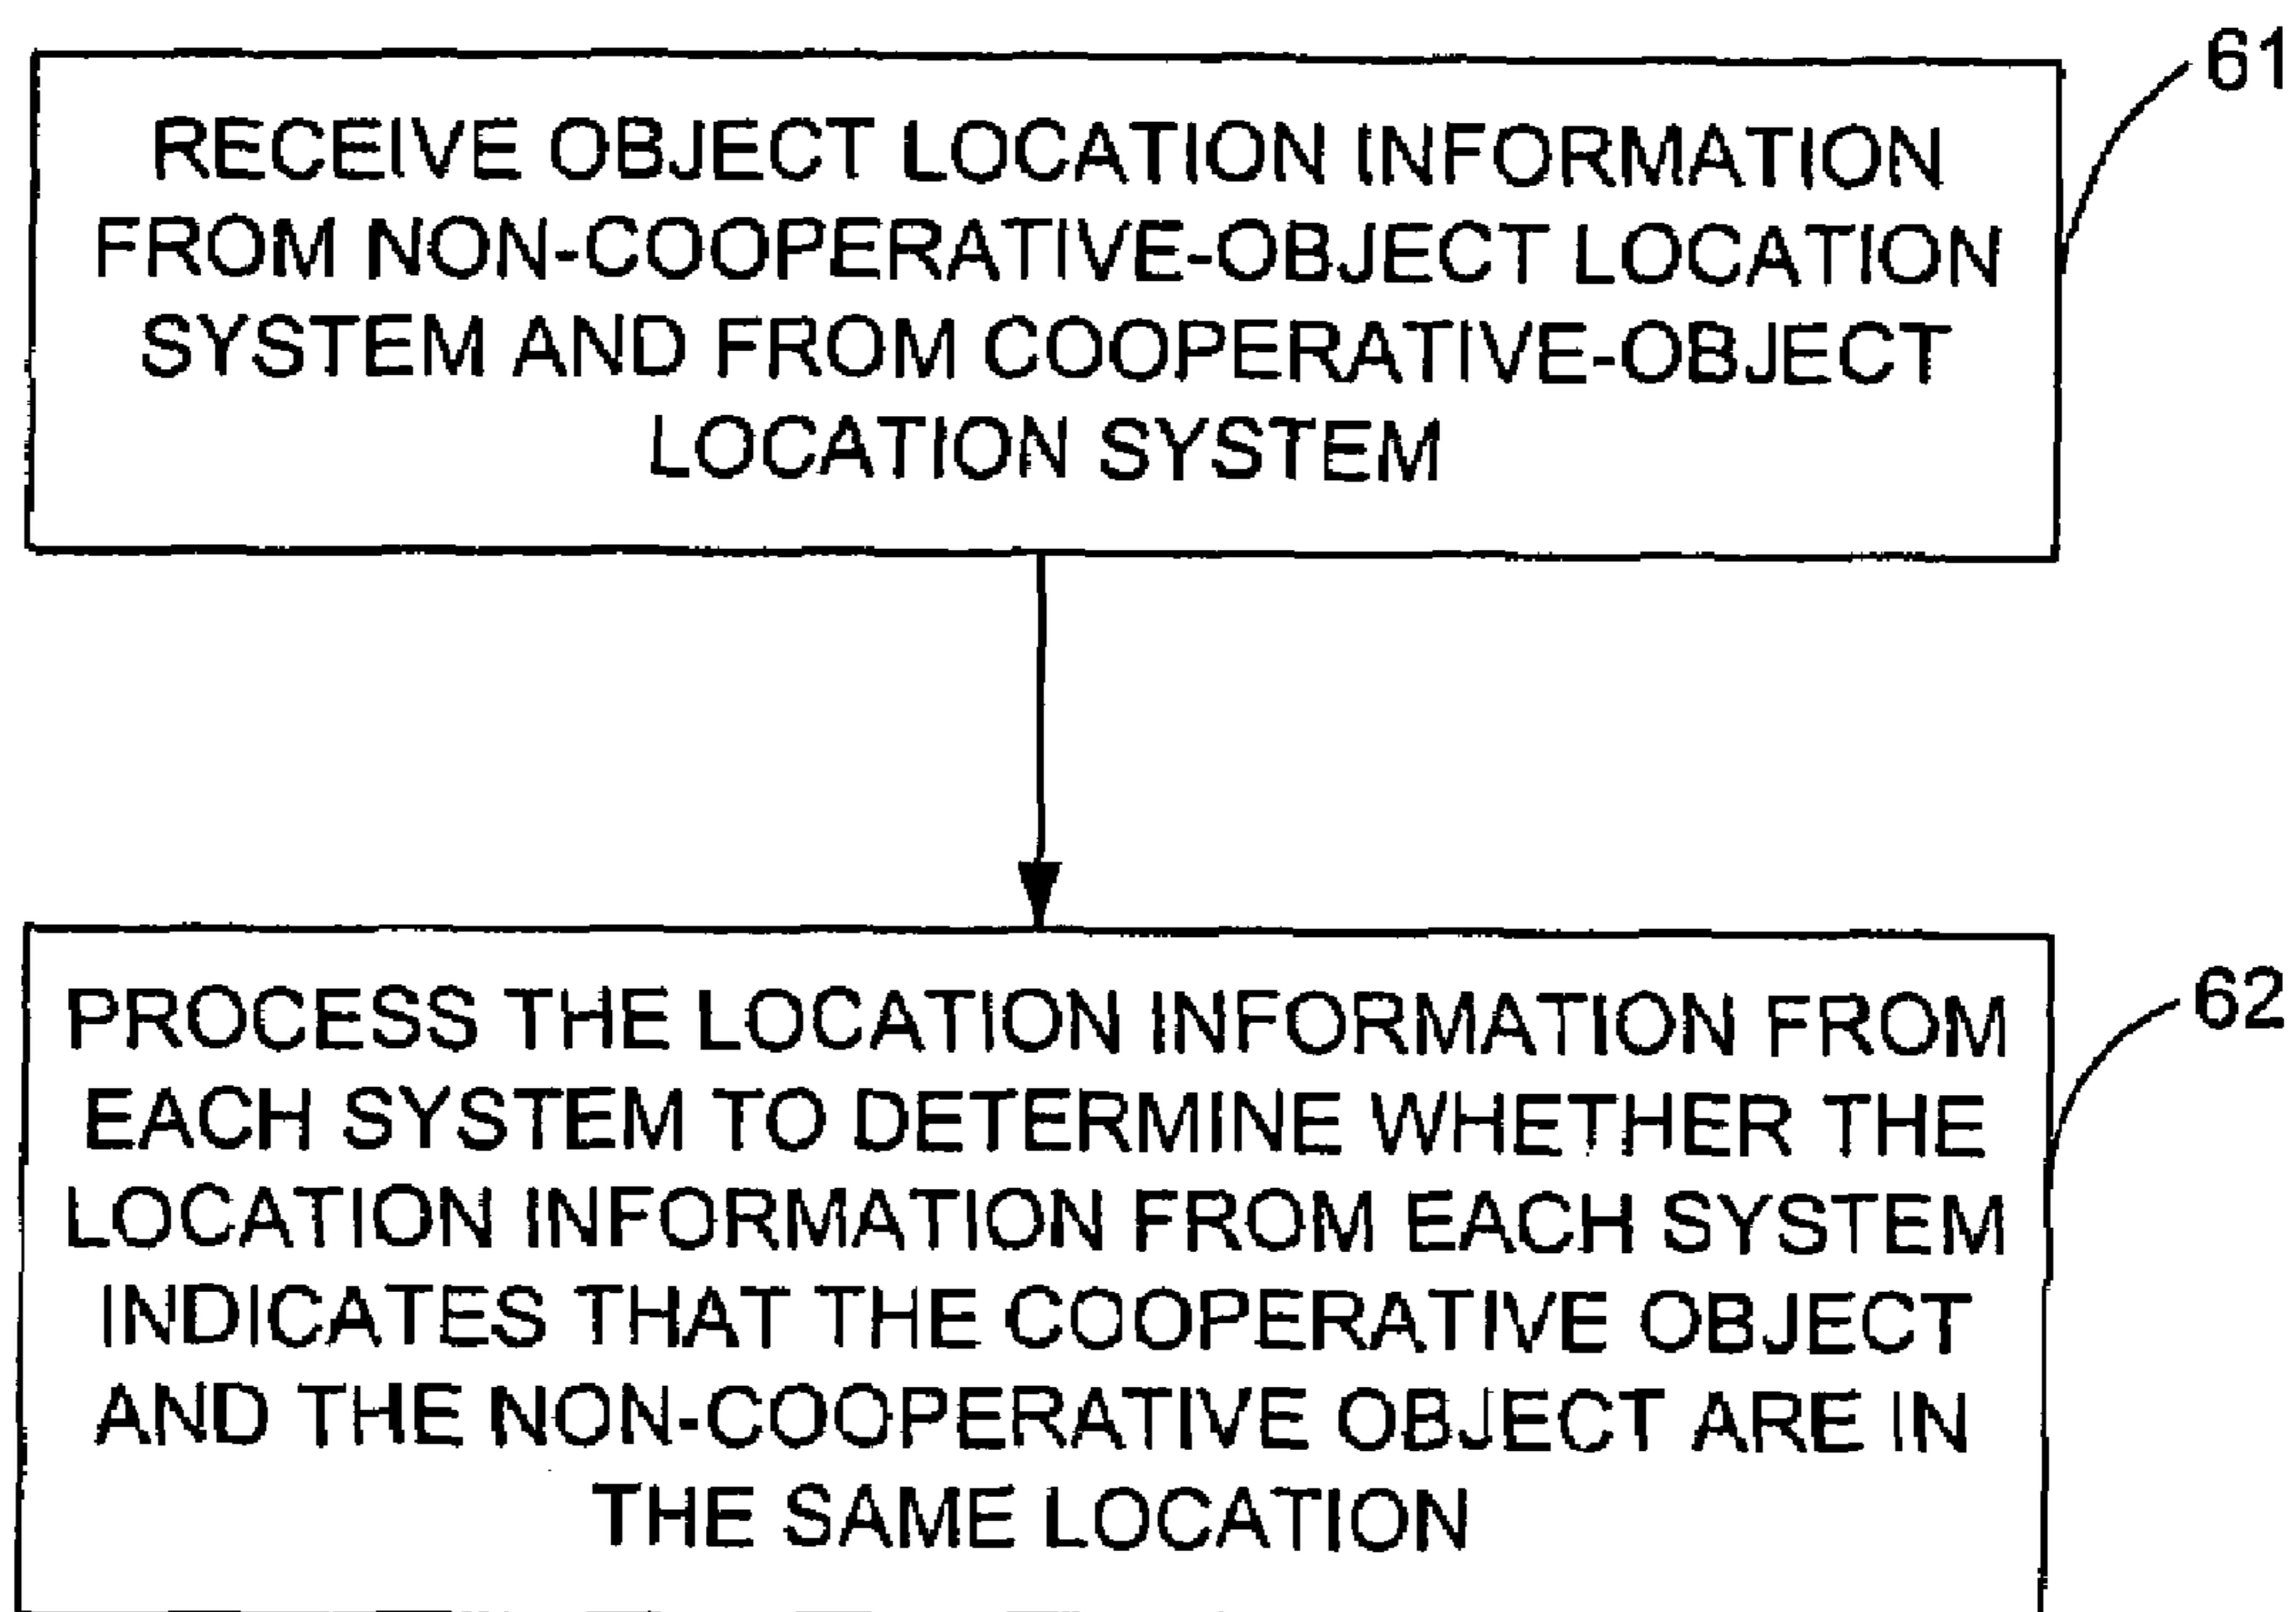 61
RECEIVE OBJECT LOCATION INFORMATION
FROM NON-COOPERATIVE-OBJECT LOCATION
SYSTEM AND FROM COOPERATIVE-OBJECT
LOCATION SYSTEM
62
PROCESS THE LOCATION INFORMATION FROM
EACH SYSTEM TO DETERMINE WHETHER THE
LOCATION INFORMATION FROM EACH SYSTEM
INDICATES THAT THE COOPERATIVE OBJECT
AND THE NON-COOPERATIVE OBJECT ARE IN
THE SAME LOCATION